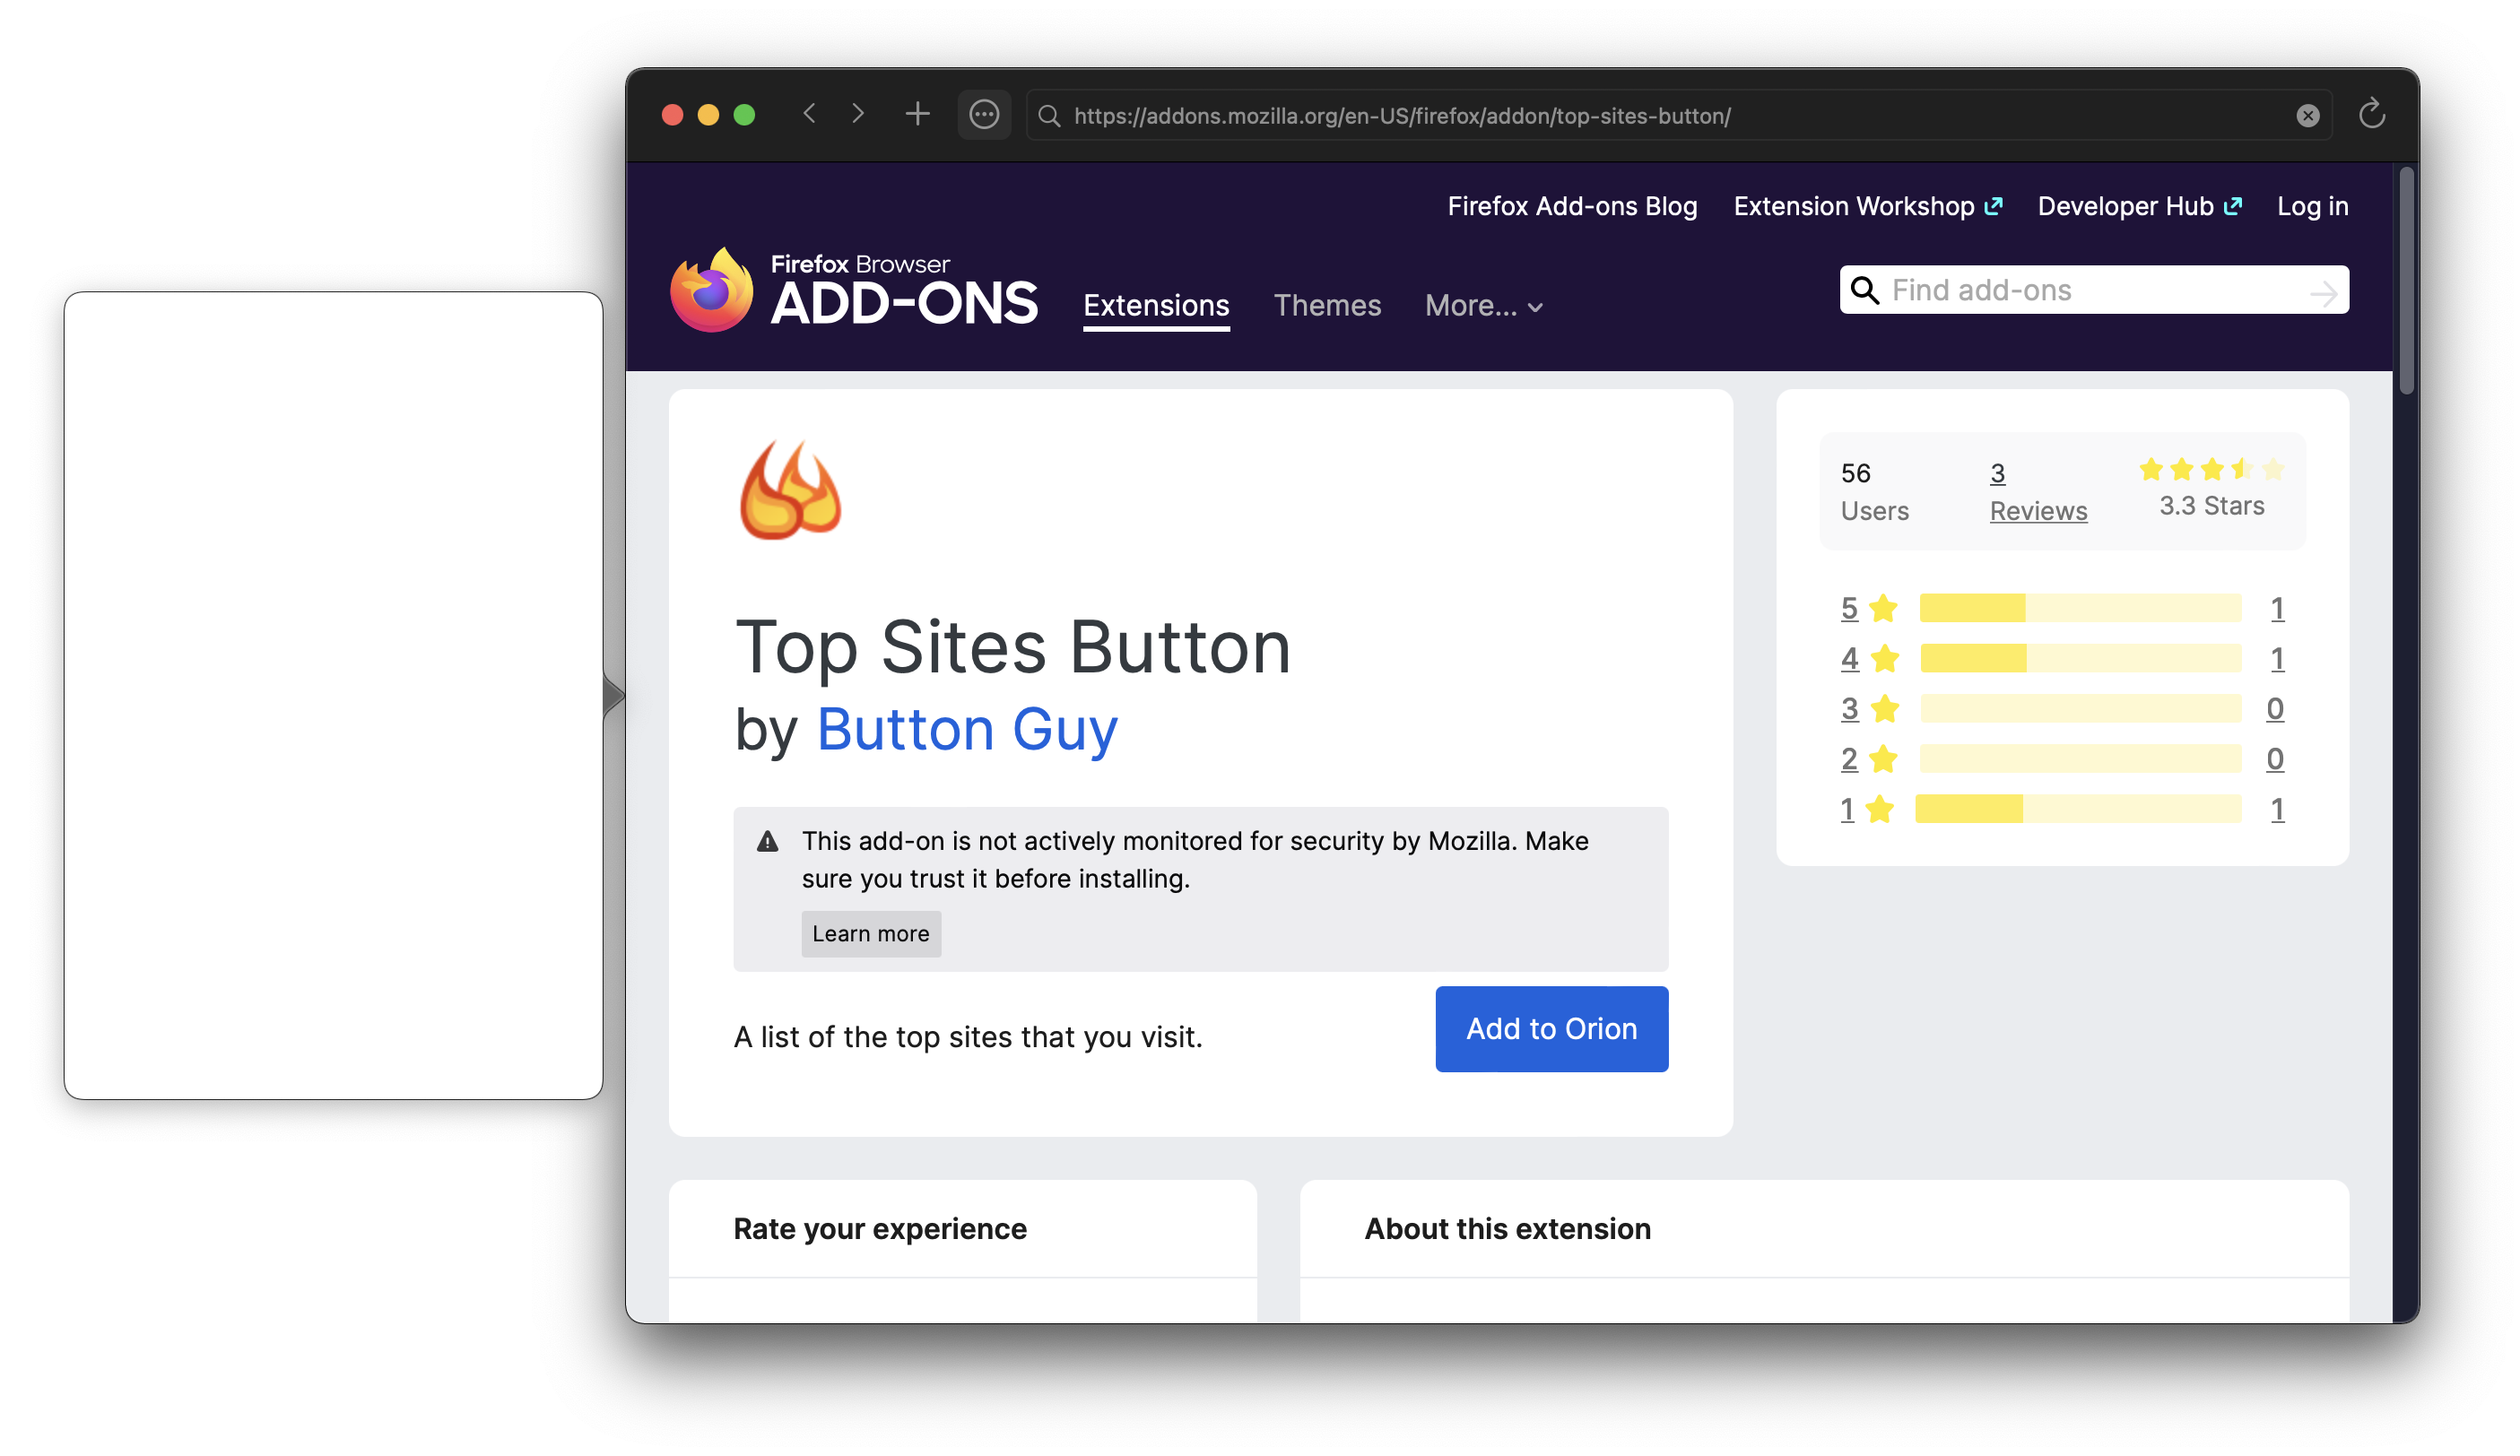 https://addons.mozilla.org/en-US/firefox/addon/top-sites-button/
Firefox Add-ons Blog
Extension Workshop
Developer Hub
Log in
Firefox Browser
ADD-ONS
Extensions
Themes
More...
Find add-ons
Top Sites Button
by Button Guy
This add-on is not actively monitored for security by Mozilla. Make
sure you trust it before installing.
Learn more
A list of the top sites that you visit.
Add to Orion
56
Users
3
Reviews
3.3 Stars
5 1
4 1
3 0
2 0
1 1
Rate your experience
About this extension